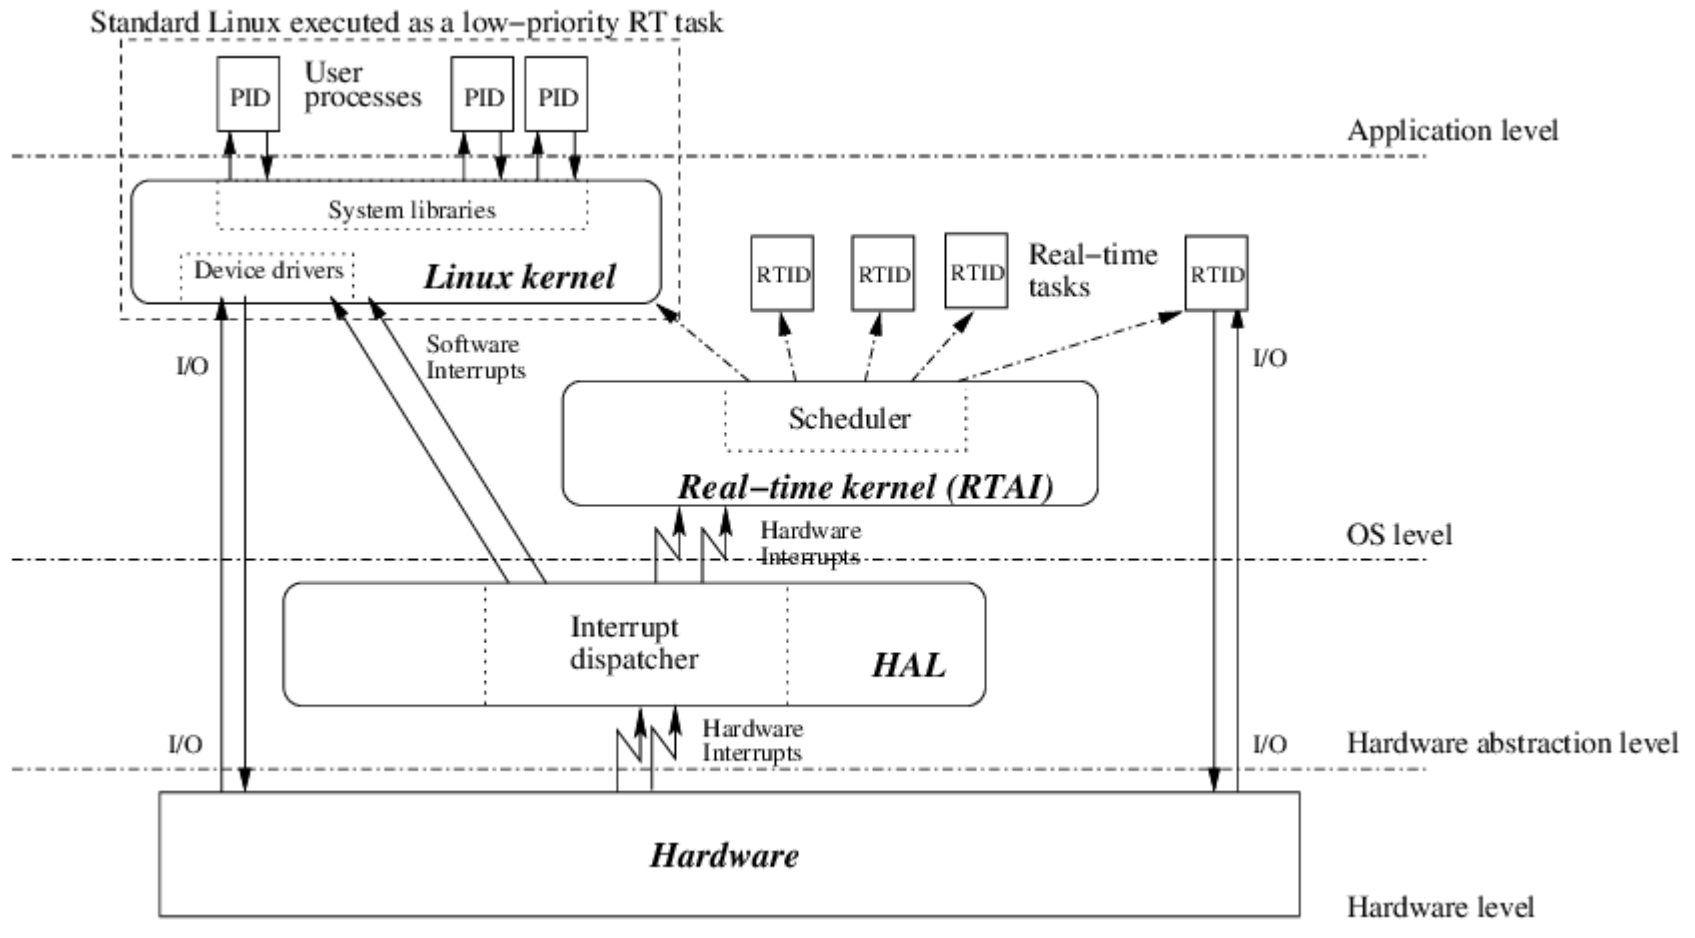 Standard Linux executed as a low−priority RT task
PID
User
processes
PID
PID
Application level
System libraries
Device drivers
Linux kernel
RTID
RTID
RTID
Real−time
tasks
RTID
I/O
Software
Interrupts
I/O
Scheduler
Real−time kernel (RTAI)
Hardware
Interrupts
OS level
Interrupt
dispatcher
HAL
I/O
Hardware
Interrupts
I/O
Hardware abstraction level
Hardware
Hardware level